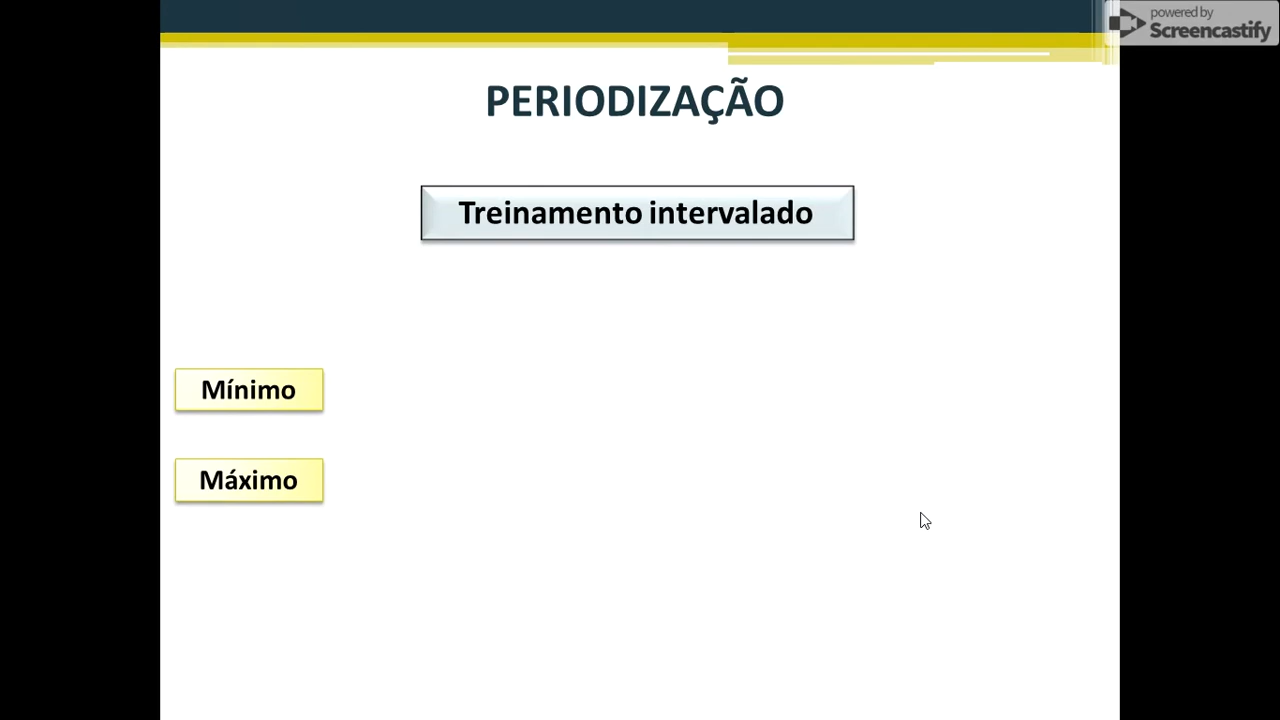 powered by
Screencastify
PERIODIZAÇÃO
Treinamento intervalado
Mínimo
Máximo